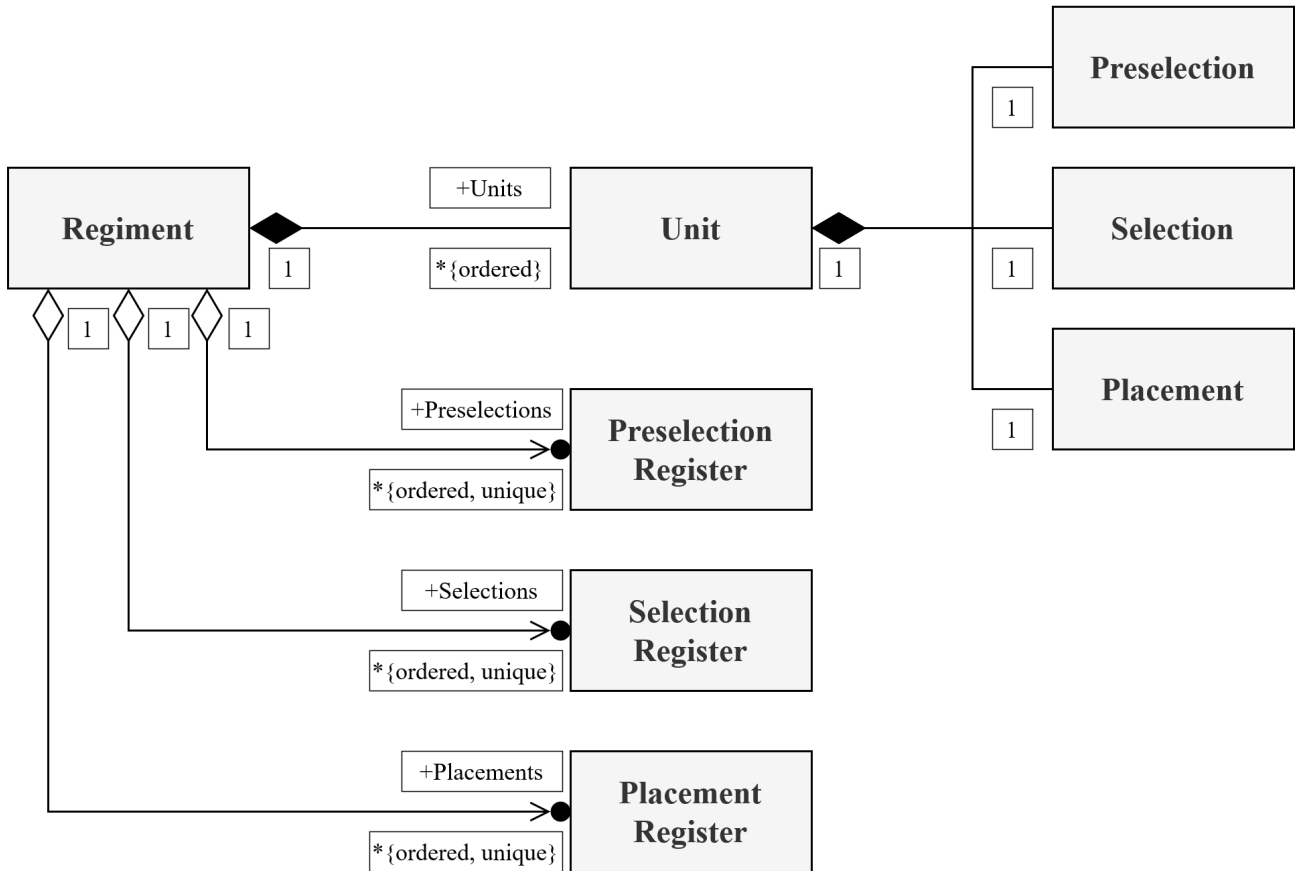 Preselection
1
+Units
Regiment
Unit
Selection
1
*{ordered}
1
1
1
1
1
Placement
+Preselections
Preselection
Register
1
*{ordered, unique}
+Selections
Selection
Register
*{ordered, unique}
+Placements
Placement
Register
*{ordered, unique}